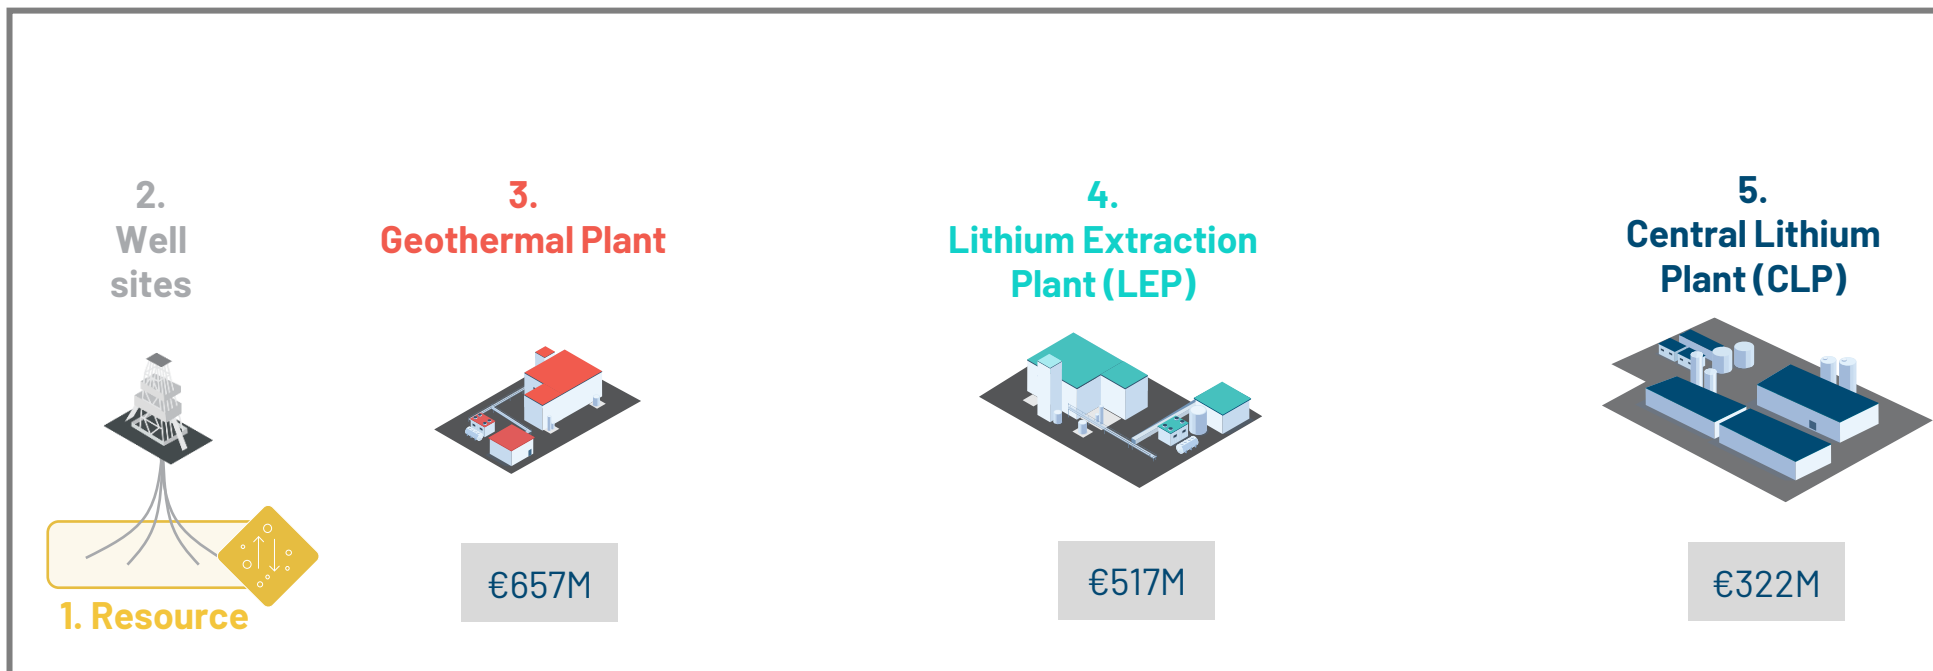 2.
Well
sites
1. Resource
3.
Geothermal Plant
€657M
4.
Lithium Extraction
Plant (LEP)
€517M
5.
Central Lithium
Plant (CLP)
€322M